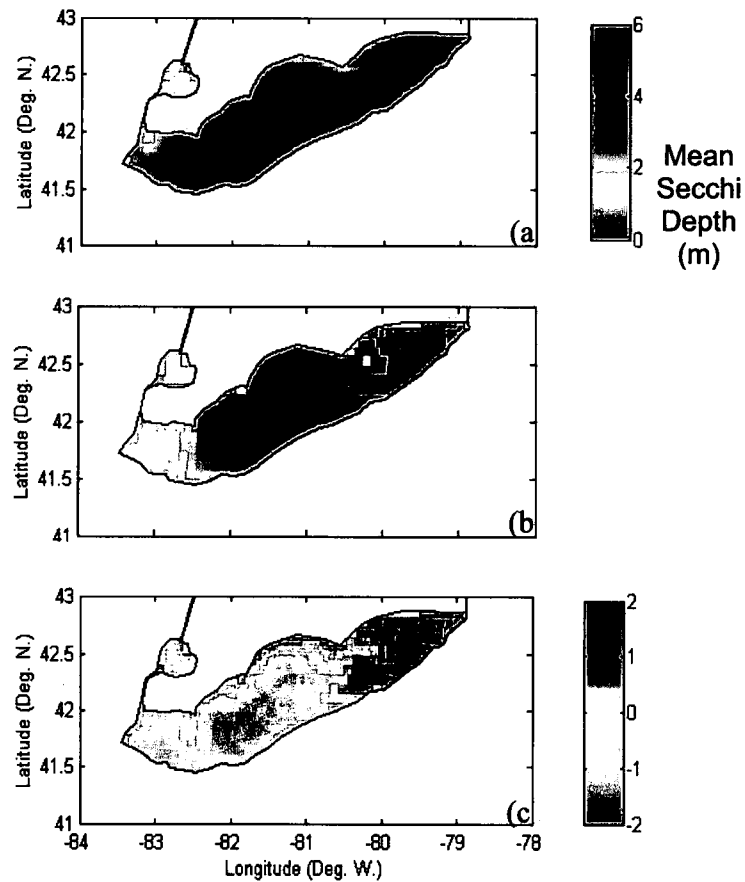 43
42.5
42
41.5
41
Latitude (Deg. N.)
(a
6
4
2
0
Mean
Secchi
Depth
(m)
43
42.5
42
41.5
41
Latitude (Deg. N.)
(b
43
42.5
42
41.5
41
Latitude (Deg. N.)
(c
-84 -83 -82 -81 -80 -79 -78
Longitude (Deg. W.)
2
1
0
-1
-2